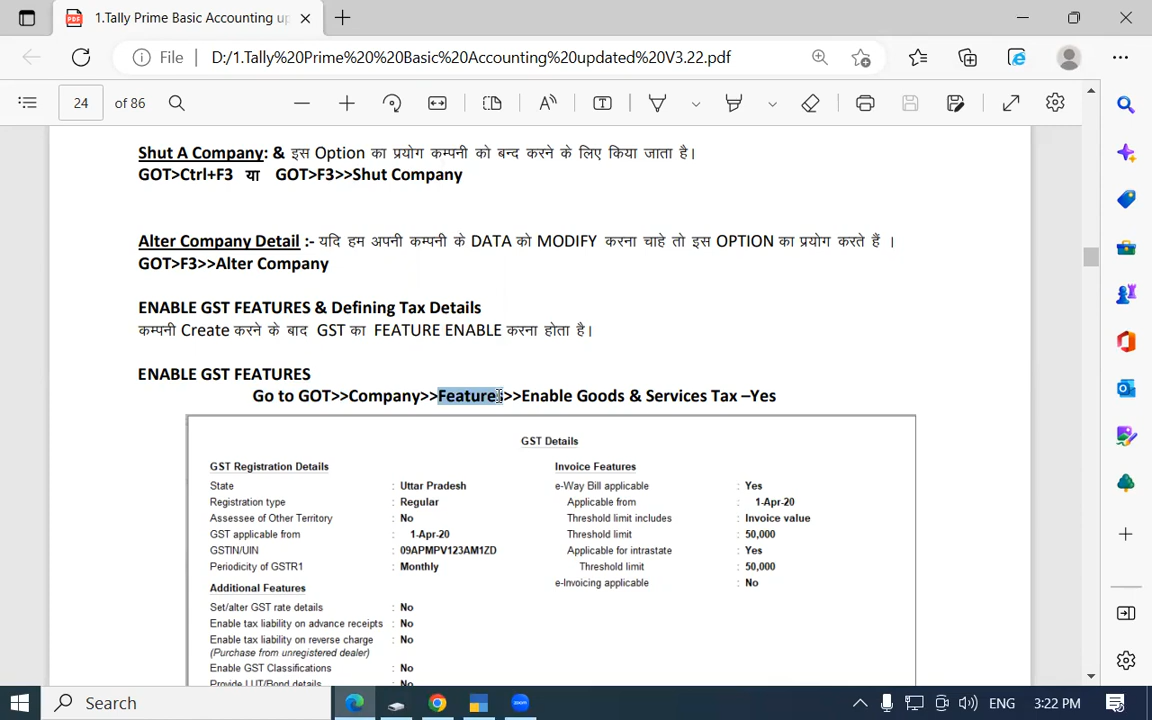 1.Tally Prime Basic Accounting up
File
D:/1.Tally%20Prime%20%20Basic%20Accounting%20updated%20V3.22.pdf
24 of 86
Shut A Company: & इस Option का प्रयोग कम्पनी को बन्द करने के लिए किया जाता है।
GOT>Ctrl+F3 या GOT>F3>>Shut Company
Alter Company Detail :- यदि हम अपनी कम्पनी के DATA को MODIFY करना चाहे तो इस OPTION का प्रयोग करते हैं ।
GOT>F3>>Alter Company
ENABLE GST FEATURES & Defining Tax Details
कम्पनी Create करने के बाद GST का FEATURE ENABLE करना होता है।
ENABLE GST FEATURES
Go to GOT>>Company>>Features>>Enable Goods & Services Tax –Yes
GST Details
GST Registration Details
State : Uttar Pradesh
Registration type : Regular
Assessee of Other Territory : No
GST applicable from : 1-Apr-20
GSTIN/UIN : 09APMPV123AM1ZD
Periodicity of GSTR1 : Monthly
Additional Features
Set/alter GST rate details : No
Enable tax liability on advance receipts : No
Enable tax liability on reverse charge : No
(Purchase from unregistered dealer)
Enable GST Classifications : No
Provide LUT/Bond details : No
Invoice Features
e-Way Bill applicable : Yes
Applicable from : 1-Apr-20
Threshold limit includes : Invoice value
Threshold limit : 50,000
Applicable for intrastate : Yes
Threshold limit : 50,000
e-Invoicing applicable : No
Search
ENG
3:22 PM